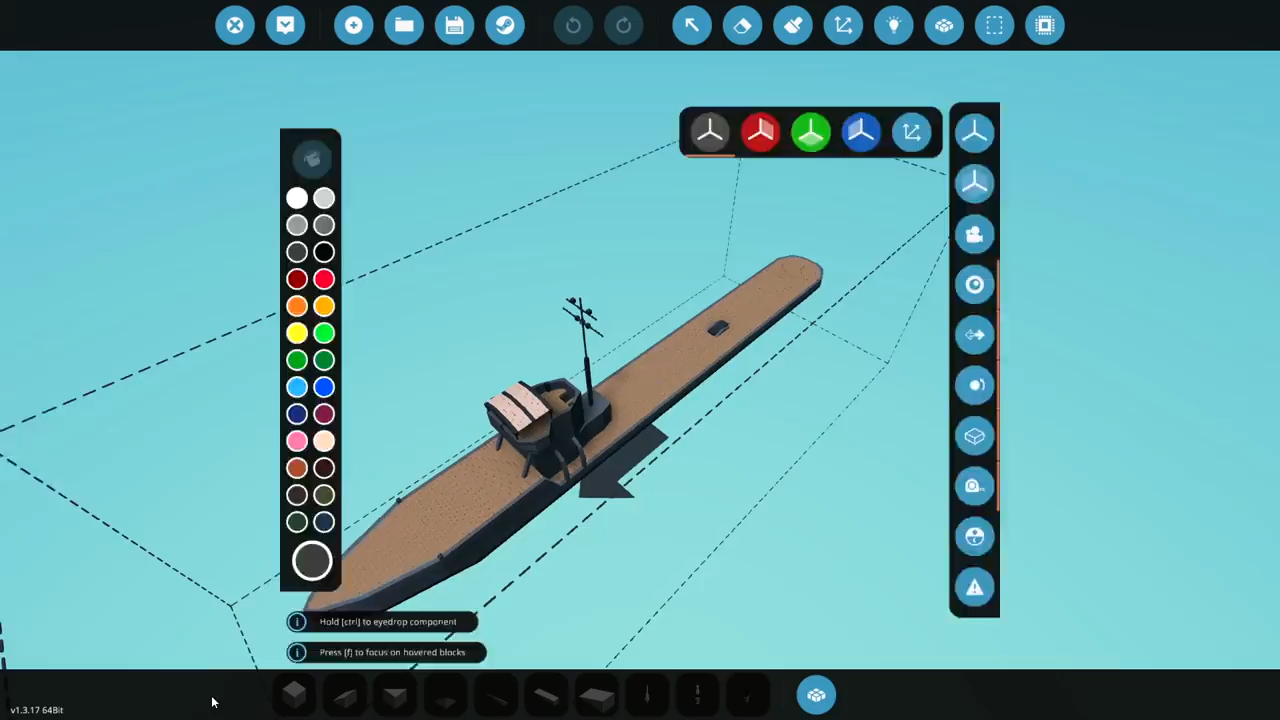 Hold [ctrl] to eyedrop component
Press [f] to focus on hovered blocks
v1.3.17 64Bit